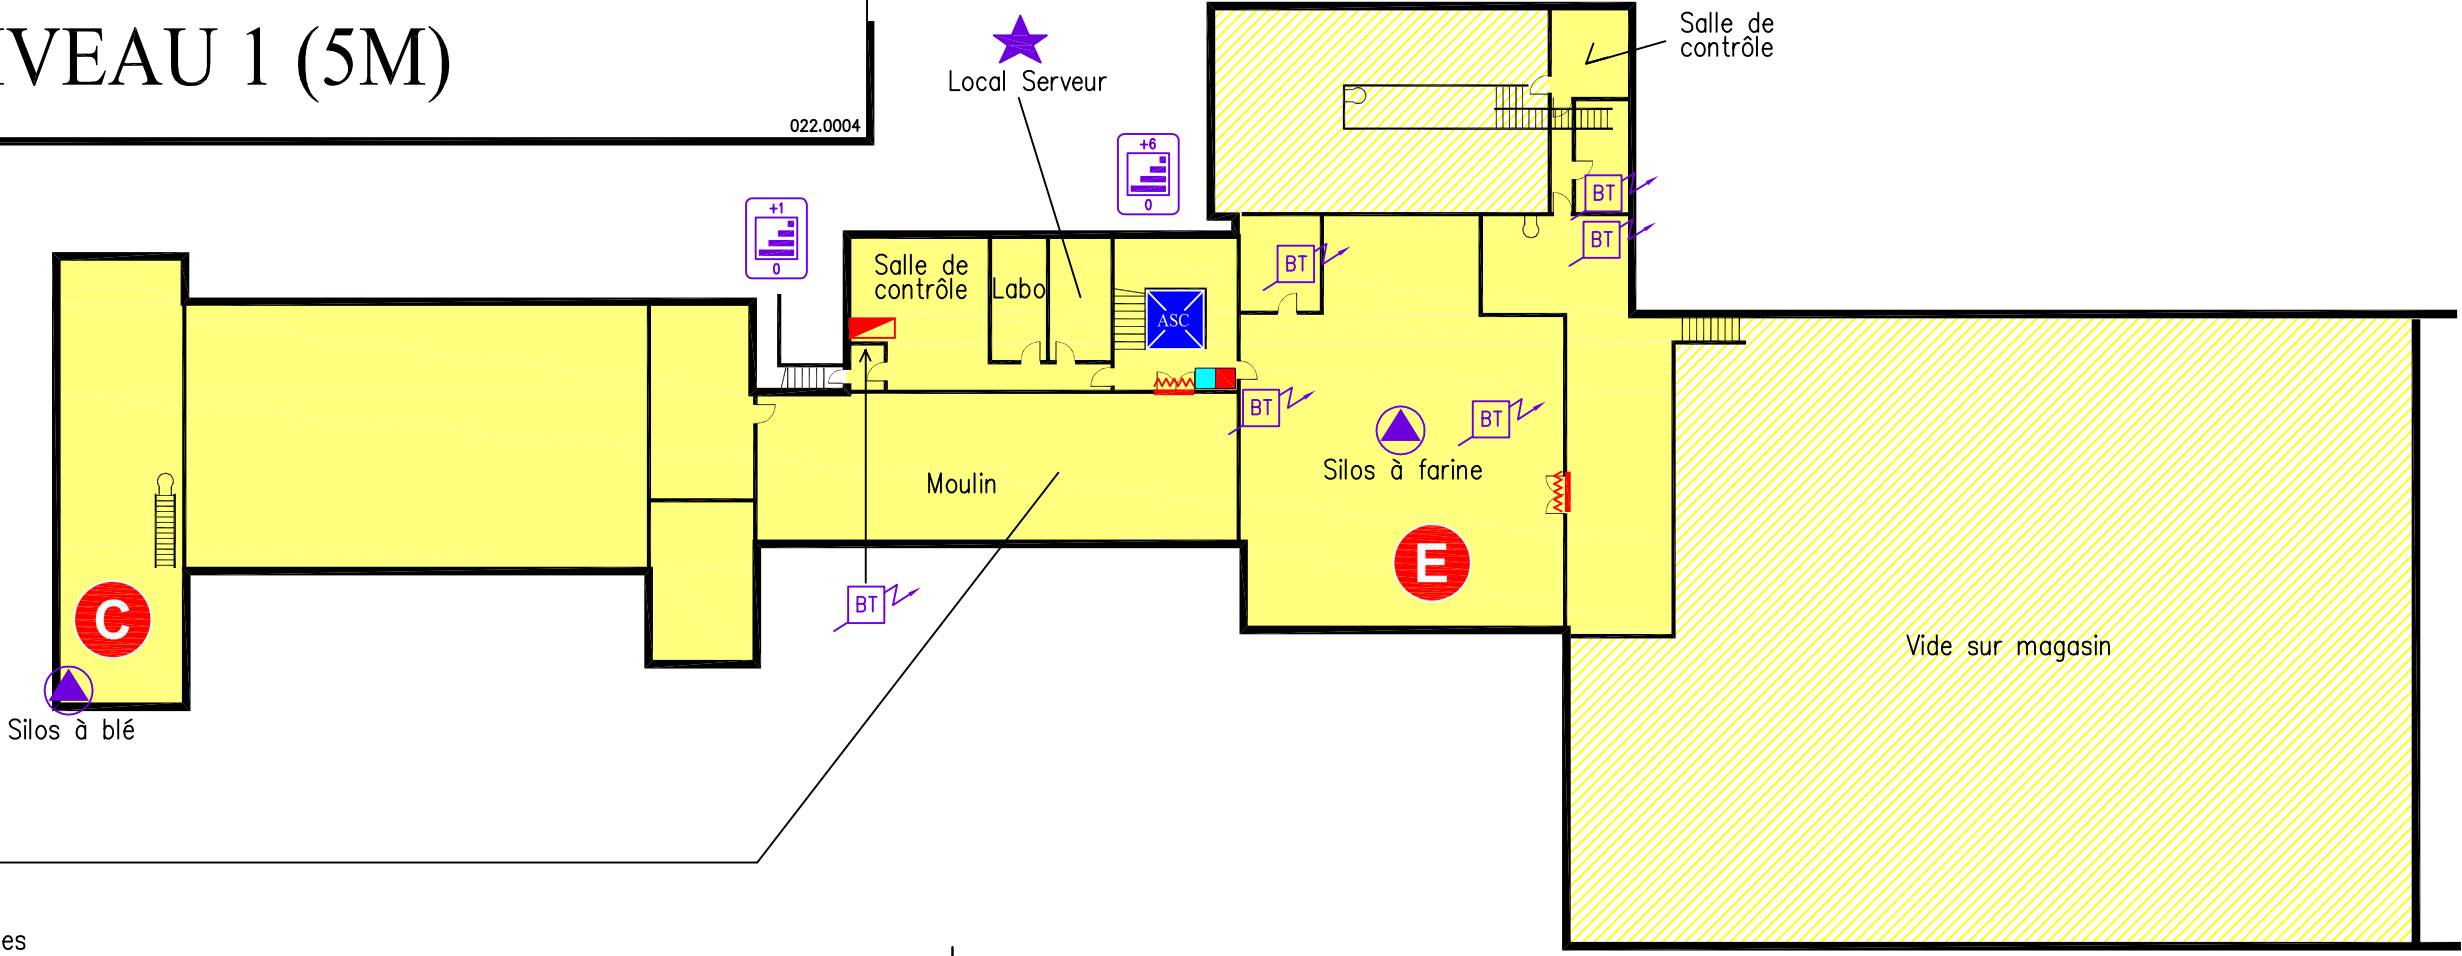 VEAU 1 (5M)
022.0004
Local Serveur
Salle de
contrôle
+6
0
+1
0
BT
BT
BT
Salle de
contrôle
Labo
ASC
BT
BT
Silos à farine
Moulin
E
C
BT
Vide sur magasin
Silos à blé
es